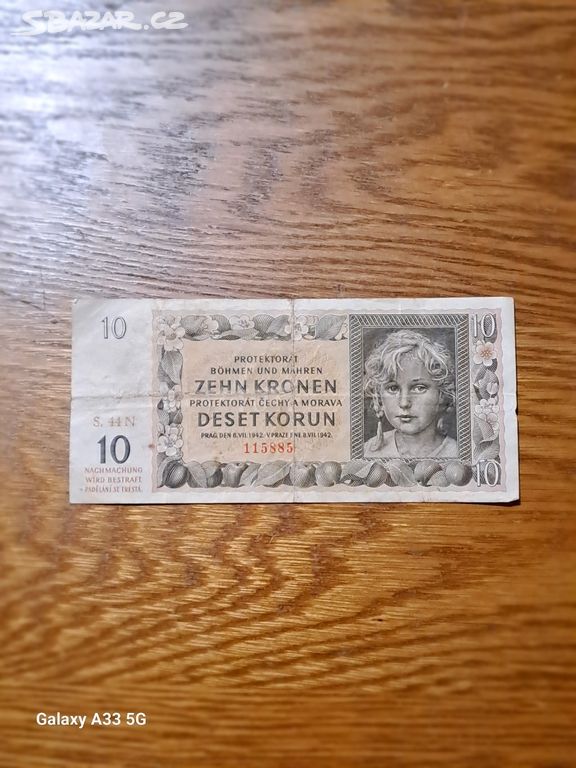 SBAZAR.CZ
10
10
PROTEKTORAT
BÖHMEN UND MÄHREN
ZEHN KRONEN
PROTEKTORÁT ČECHY A MORAVA
DESET KORUN
PRAG, DEN 8. VII. 1942. - V PRAZE DNE 8. VII. 1942.
115885
S. 44 N
10
NACHMACHUNG
WIRD BESTRAFT
PADĚLÁNÍ SE TRESTÁ
10
Galaxy A33 5G